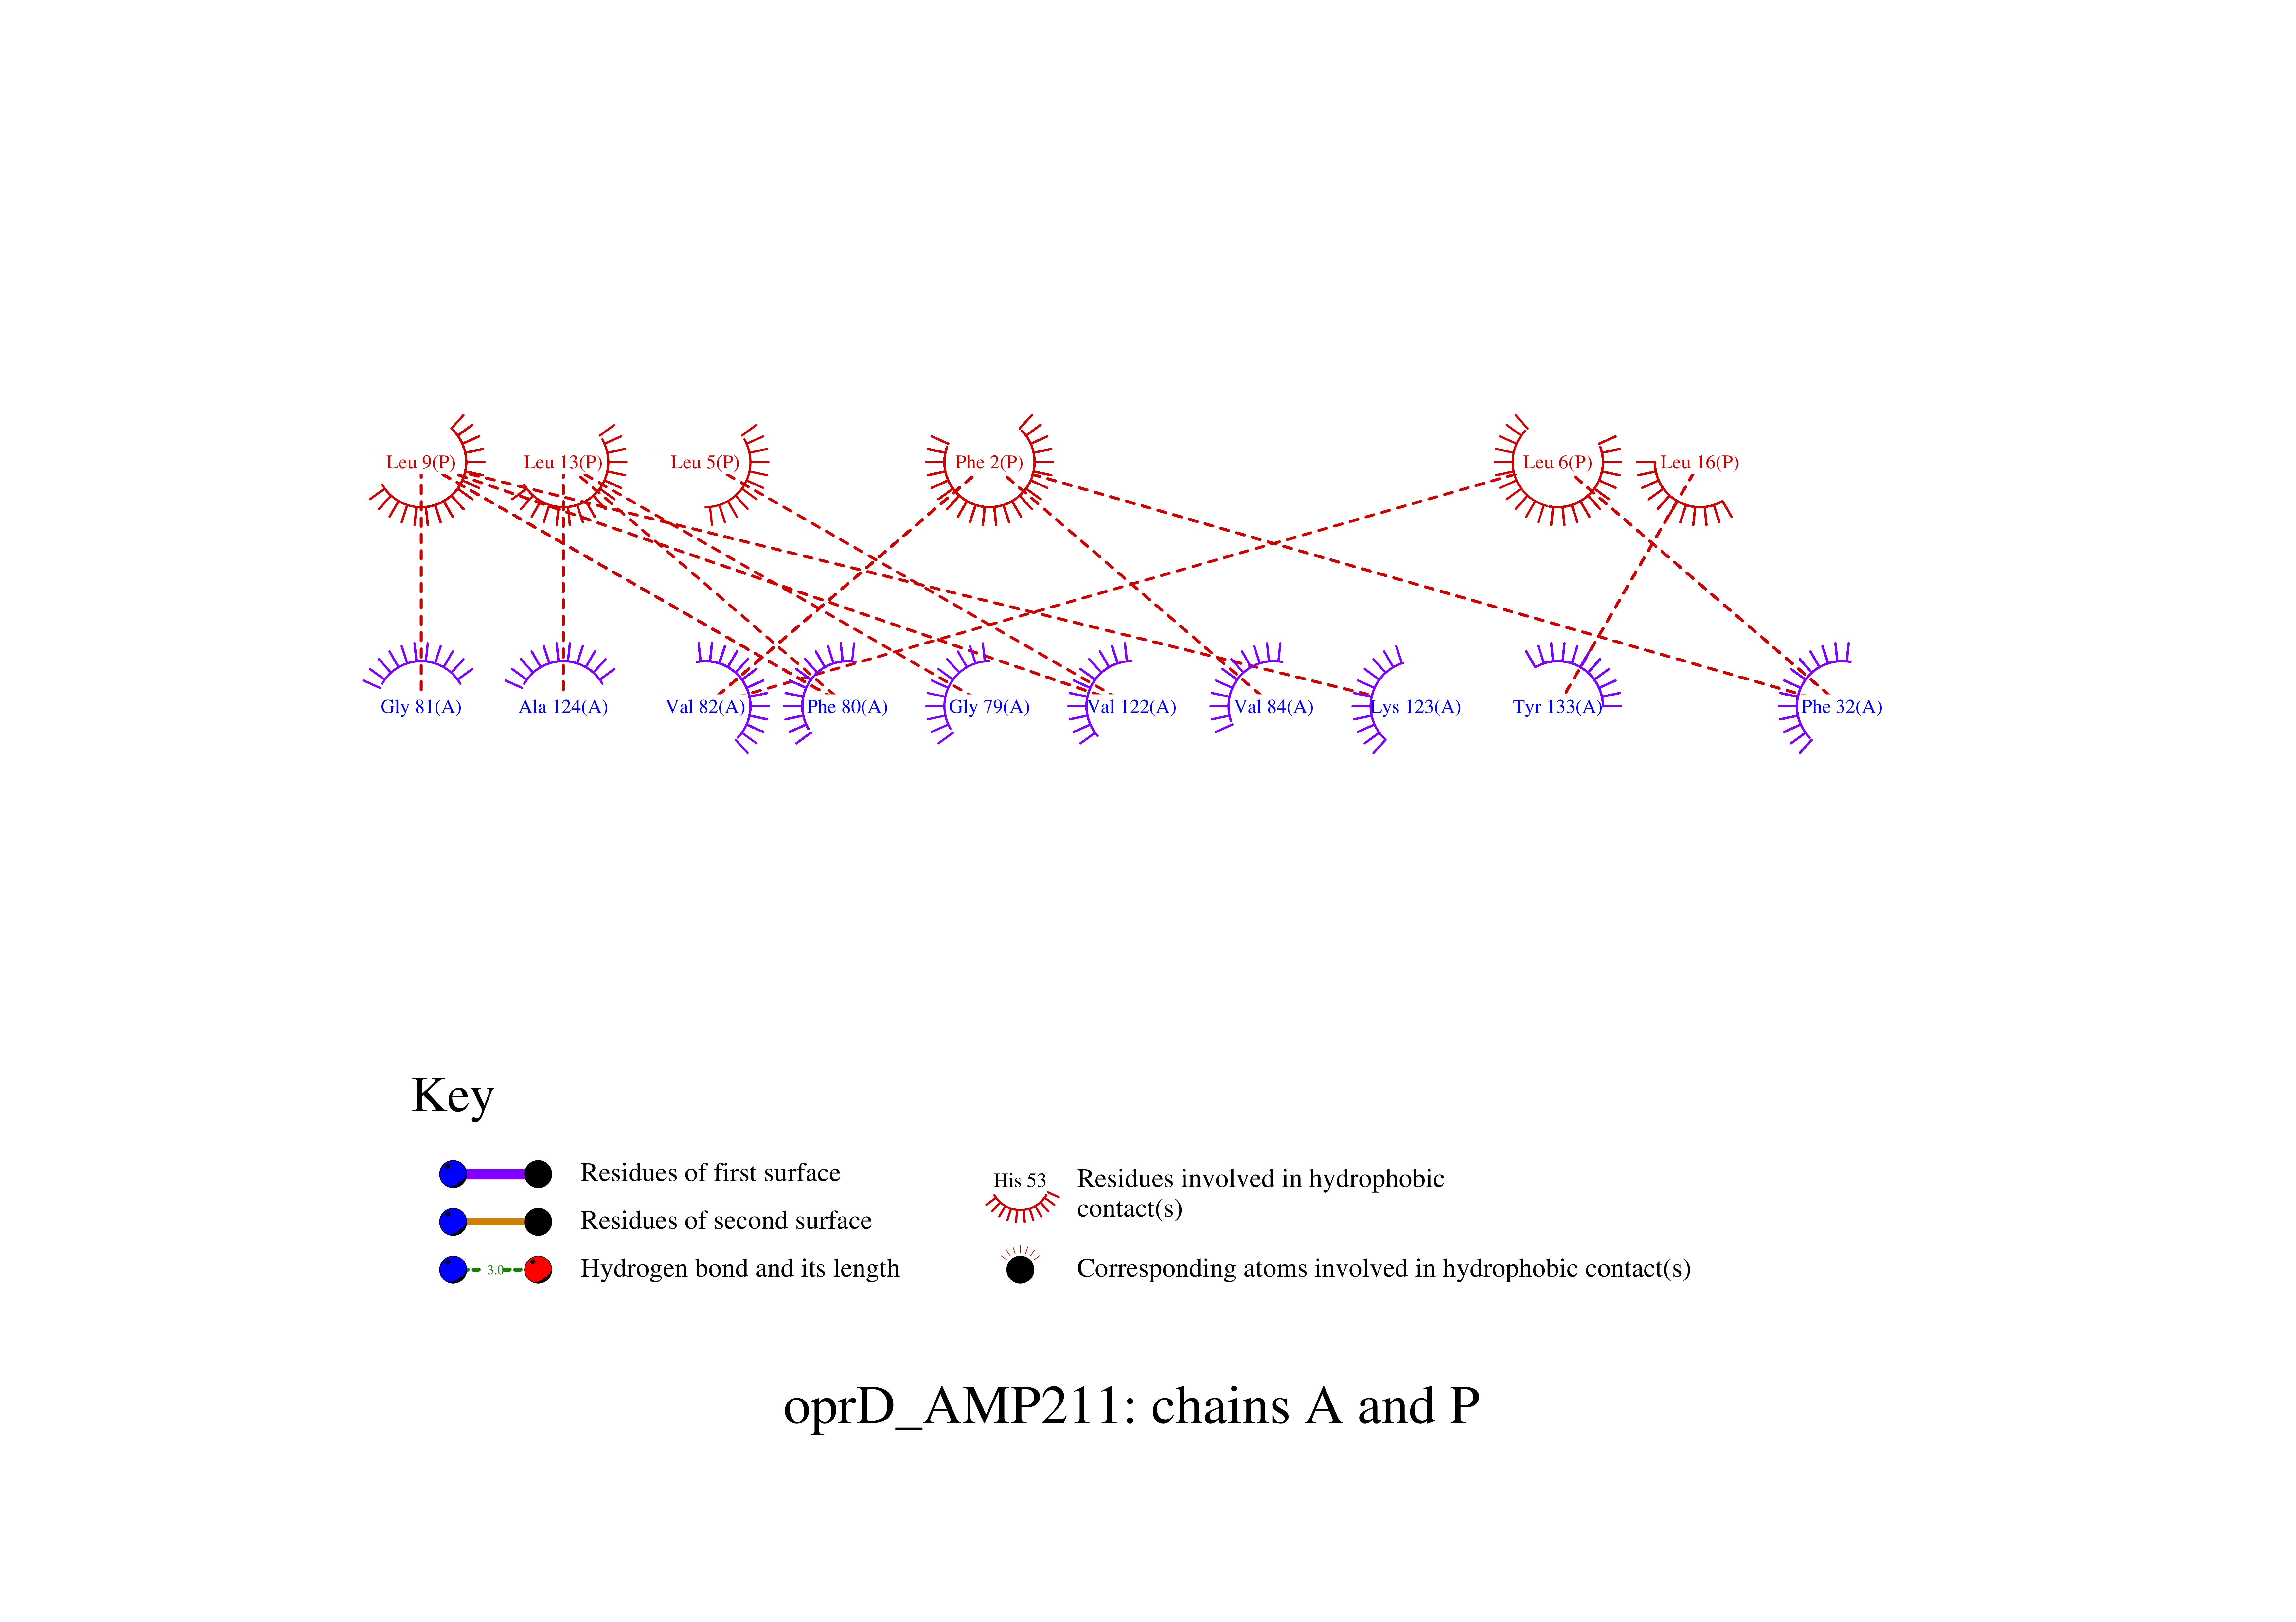 Leu 9(P) Leu 13(P) Leu 5(P) Phe 2(P) Leu 6(P) Leu 16(P)
Gly 81(A) Ala 124(A) Val 82(A) Phe 80(A) Gly 79(A) Val 122(A) Val 84(A) Lys 123(A) Tyr 133(A) Phe 32(A)
Key
Residues of first surface
Residues of second surface
3.0 Hydrogen bond and its length
His 53 Residues involved in hydrophobic
contact(s)
Corresponding atoms involved in hydrophobic contact(s)
oprD_AMP211: chains A and P